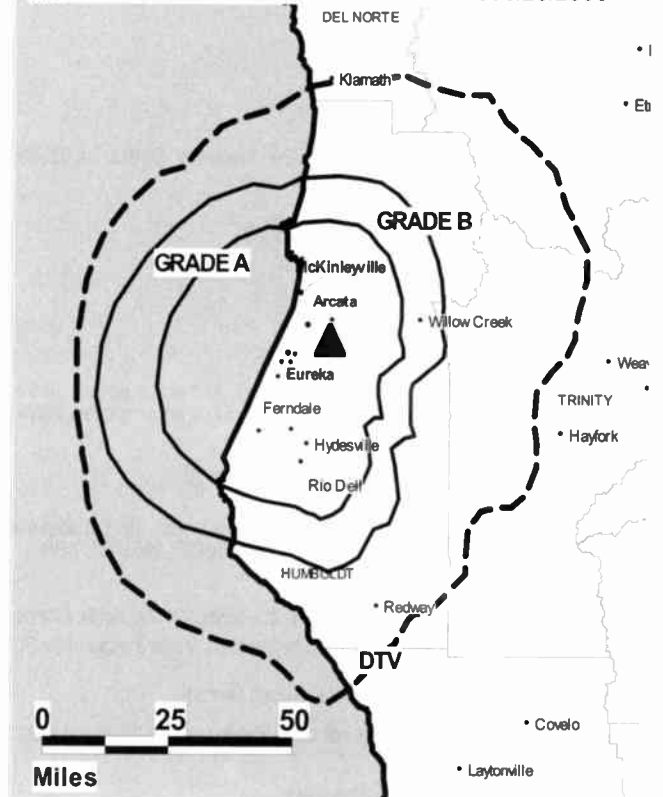 DEL NORTE
Klamath
GRADE B
GRADE A
McKinleyville
Arcata
Willow Creek
Eureka
Ferndale
TRINITY
Hayfork
Hydesville
Rio Dell
HUMBOLDT
Redway
DTV
0 25 50
Miles
Covelo
Laytonville